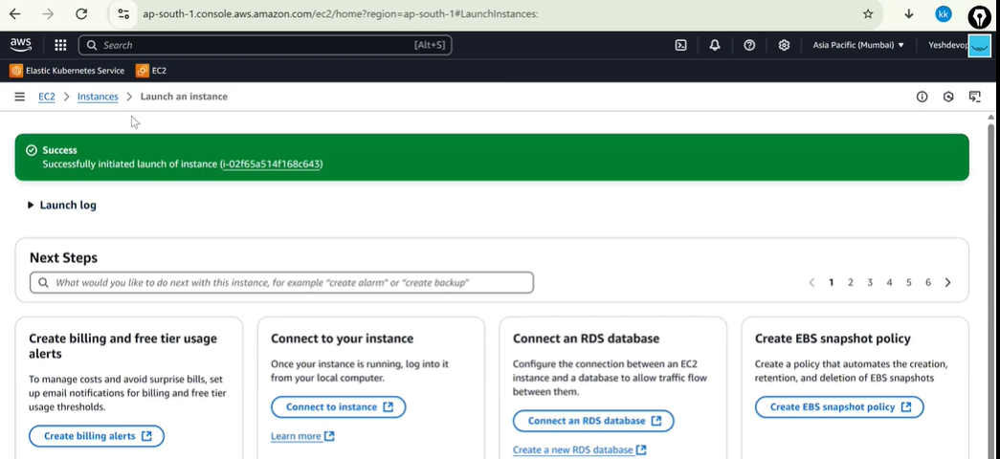 ap-south-1.console.aws.amazon.com/ec2/home?region=ap-south-1#LaunchInstances:
kk
aws
Search
[Alt+S]
Asia Pacific (Mumbai)
Yeshdevop
Elastic Kubernetes Service
EC2
EC2 > Instances > Launch an instance
Success
Successfully initiated launch of instance (i-02f65a514f168c643)
Launch log
Next Steps
What would you like to do next with this instance, for example "create alarm" or "create backup"
1 2 3 4 5 6
Create billing and free tier usage
alerts
To manage costs and avoid surprise bills, set
up email notifications for billing and free tier
usage thresholds.
Create billing alerts
Connect to your instance
Once your instance is running, log into it
from your local computer.
Connect to instance
Learn more
Connect an RDS database
Configure the connection between an EC2
instance and a database to allow traffic flow
between them.
Connect an RDS database
Create a new RDS database
Create EBS snapshot policy
Create a policy that automates the creation,
retention, and deletion of EBS snapshots
Create EBS snapshot policy